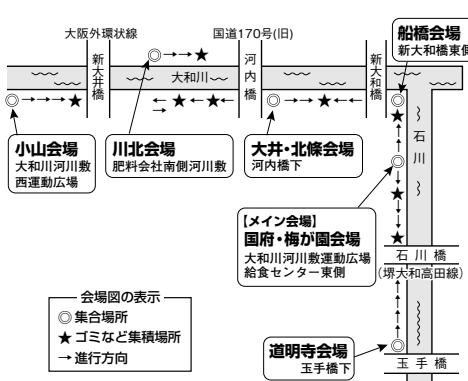 大阪外環状線
国道170号(旧)
船橋会場
新大和橋東側
新大井橋
河内橋
新大和橋
大和川
小山会場
大和川河川敷
西運動広場
川北会場
肥料会社南側河川敷
大井・北條会場
河内橋下
石川
【メイン会場】
国府・梅が園会場
大和川河川敷運動広場
給食センター東側
石川橋
(堺大和高田線)
会場図の表示
◎集合場所
★ゴミなど集積場所
→進行方向
道明寺会場
玉手橋下
玉手橋